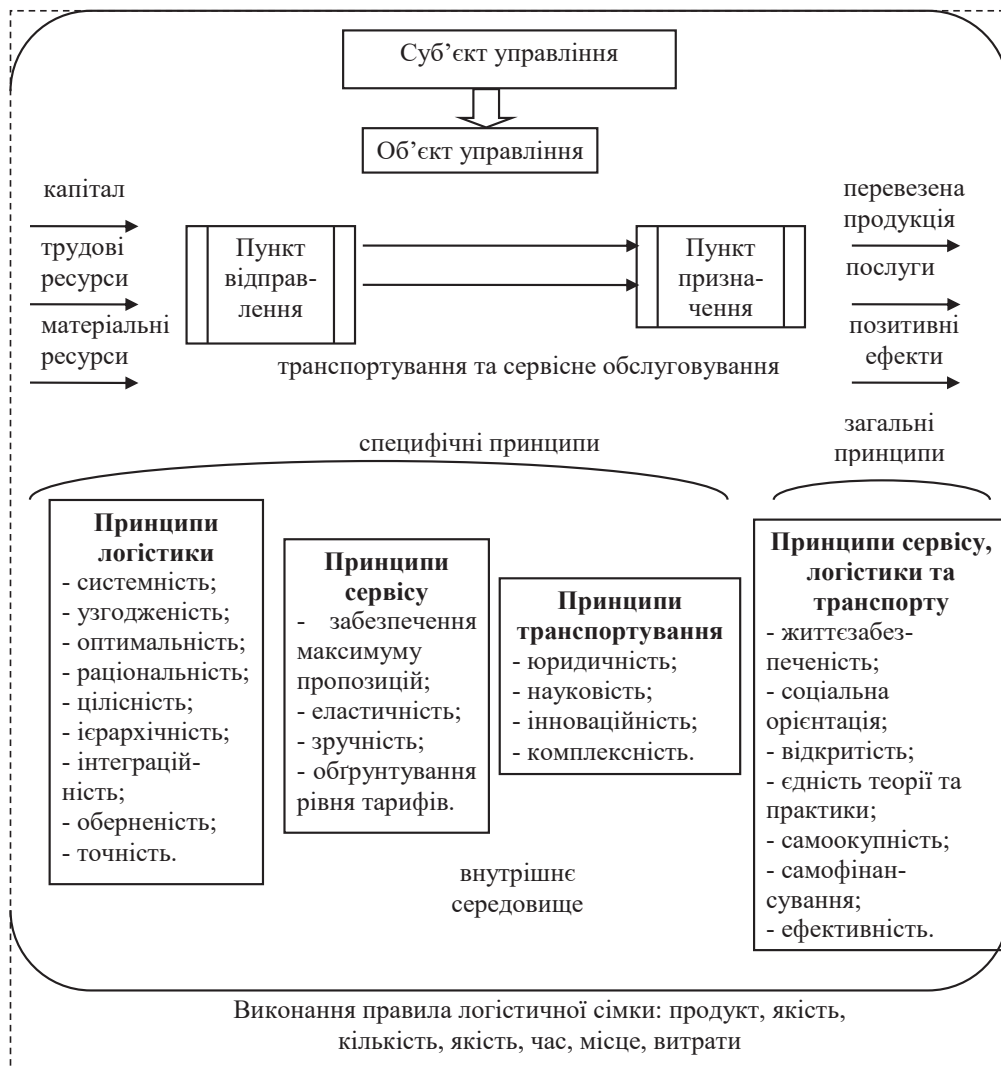 Суб’єкт управління
Об’єкт управління
капітал
трудові
ресурси
матеріальні
ресурси
Пункт
відправ-
лення
Пункт
призна-
чення
перевезена
продукція
послуги
позитивні
ефекти
транспортування та сервісне обслуговування
специфічні принципи
загальні
принципи
Принципи
логістики
- системність;
- узгодженість;
- оптимальність;
- раціональність;
- цілісність;
- ієрархічність;
- інтеграцій-
ність;
- оберненість;
- точність.
Принципи
сервісу
- забезпечення
максимуму
пропозицій;
- еластичність;
- зручність;
- обґрунтування
рівня тарифів.
Принципи
транспортування
- юридичність;
- науковість;
- інноваційність;
- комплексність.
Принципи сервісу,
логістики та
транспорту
- життєзабез-
печеність;
- соціальна
орієнтація;
- відкритість;
- єдність теорії та
практики;
- самоокупність;
- самофінан-
сування;
- ефективність.
внутрішнє
середовище
Виконання правила логістичної сімки: продукт, якість,
кількість, якість, час, місце, витрати